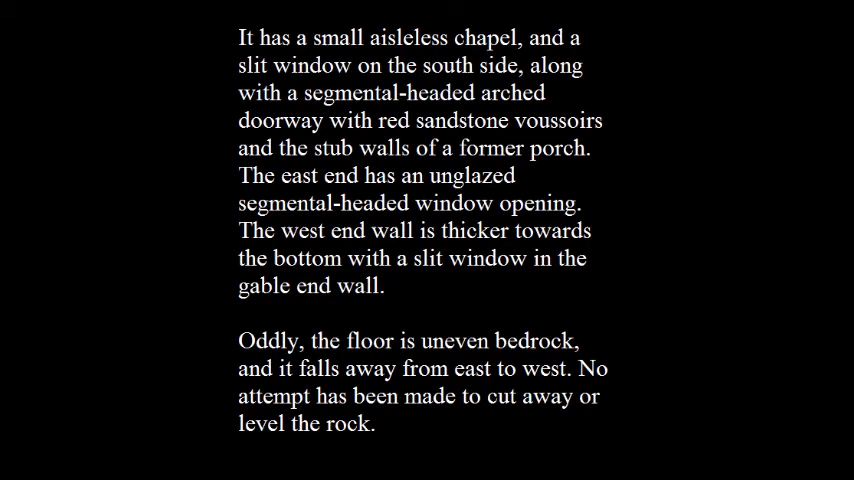 It has a small aisleless chapel, and a
slit window on the south side, along
with a segmental-headed arched
doorway with red sandstone voussoirs
and the stub walls of a former porch.
The east end has an unglazed
segmental-headed window opening.
The west end wall is thicker towards
the bottom with a slit window in the
gable end wall.
Oddly, the floor is uneven bedrock,
and it falls away from east to west. No
attempt has been made to cut away or
level the rock.